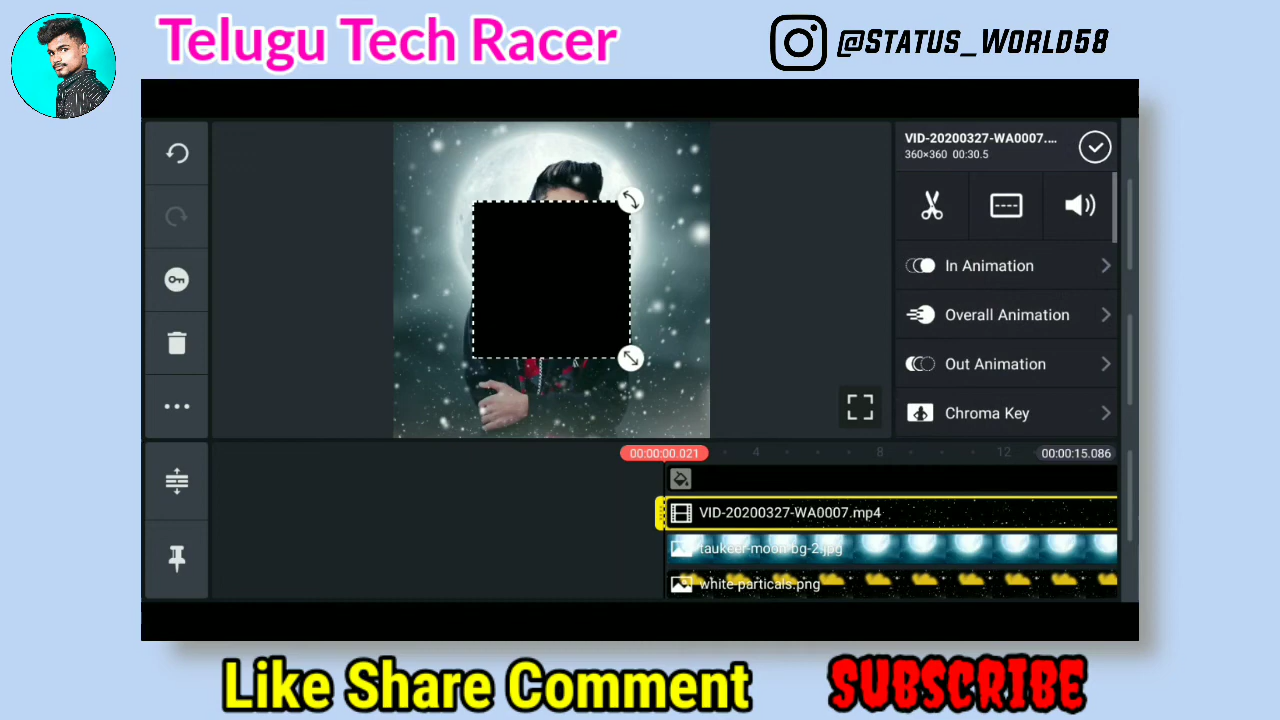 Telugu Tech Racer
@STATUS_WORLD58
VID-20200327-WA0007....
360×360 00:30.5
In Animation
Overall Animation
Out Animation
Chroma Key
00:00:00.021
4
8
12
00:00:15.086
VID-20200327-WA0007.mp4
taukeer-moon-bg-2.jpg
white-particals.png
Like Share Comment
SUBSCRIBE